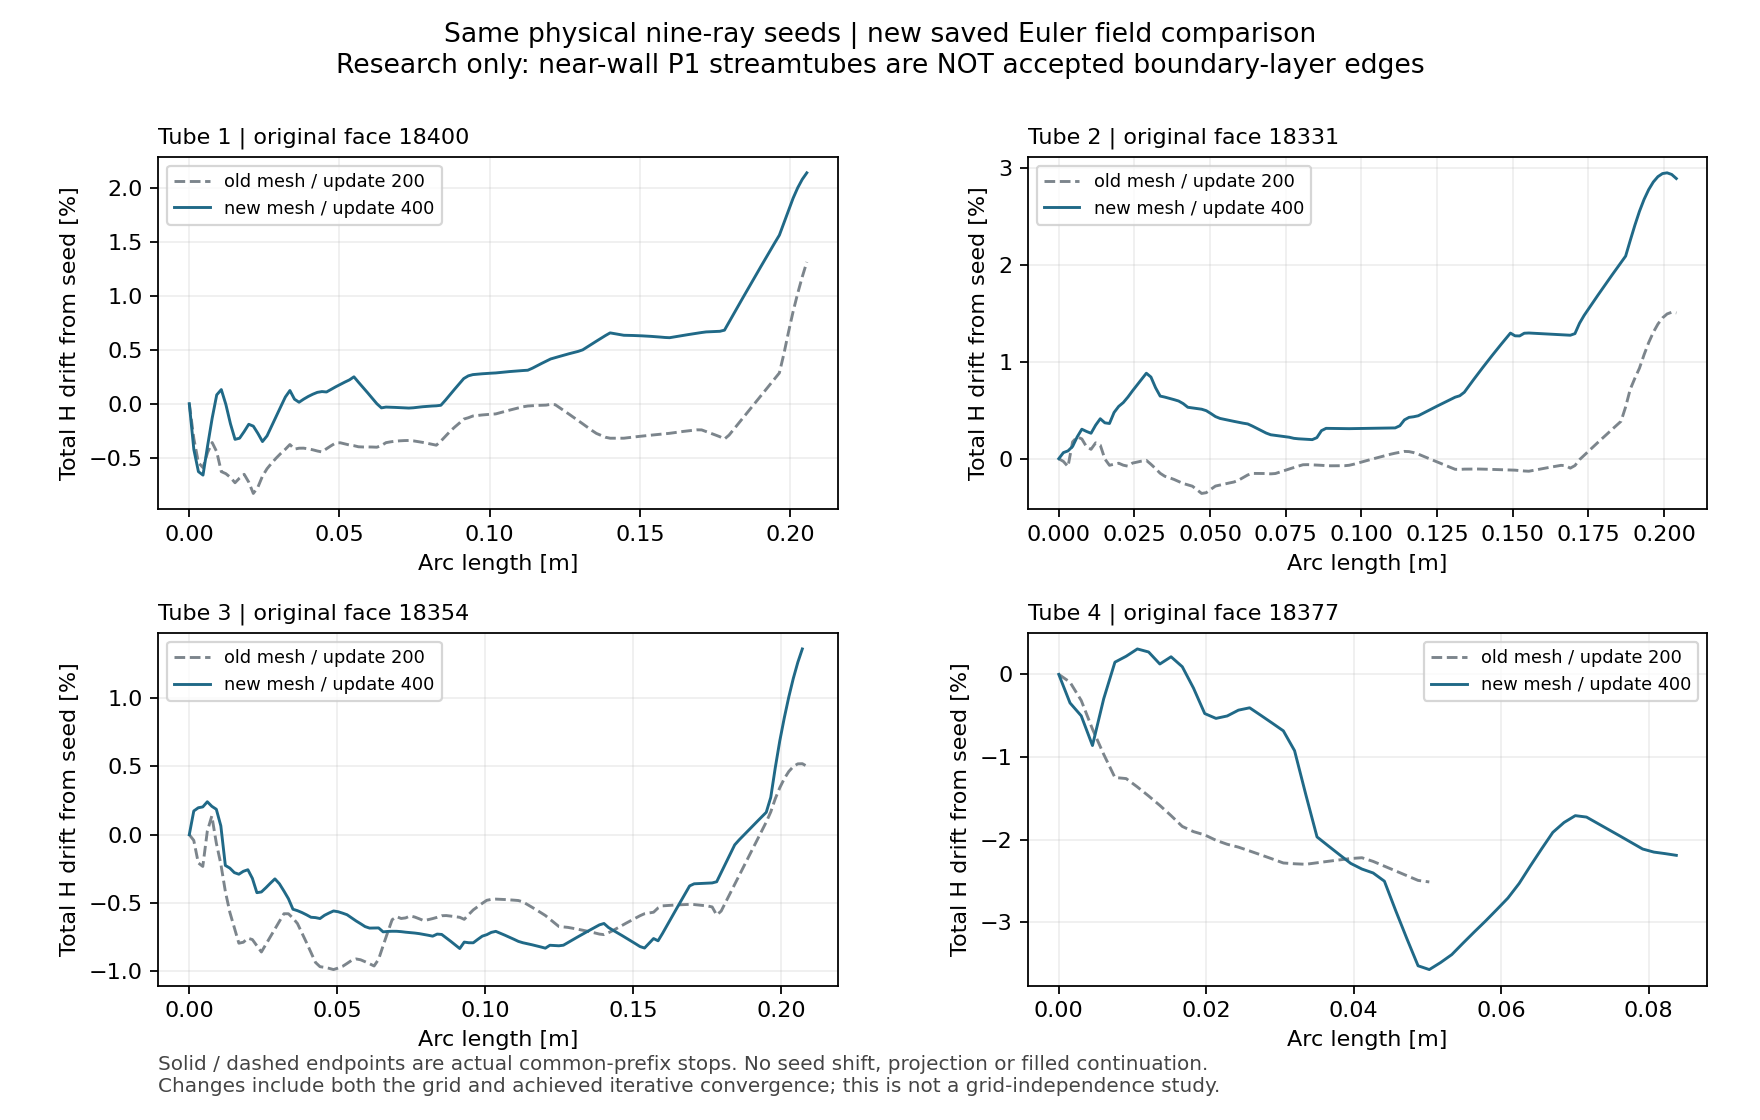 Same physical nine-ray seeds | new saved Euler field comparison
Research only: near-wall P1 streamtubes are NOT accepted boundary-layer edges
Tube 1 | original face 18400
old mesh / update 200
new mesh / update 400
Total H drift from seed [%]
2.0
1.5
1.0
0.5
0.0
−0.5
0.00 0.05 0.10 0.15 0.20
Arc length [m]
Tube 2 | original face 18331
old mesh / update 200
new mesh / update 400
Total H drift from seed [%]
3
2
1
0
0.000 0.025 0.050 0.075 0.100 0.125 0.150 0.175 0.200
Arc length [m]
Tube 3 | original face 18354
old mesh / update 200
new mesh / update 400
Total H drift from seed [%]
1.0
0.5
0.0
−0.5
−1.0
0.00 0.05 0.10 0.15 0.20
Arc length [m]
Tube 4 | original face 18377
old mesh / update 200
new mesh / update 400
Total H drift from seed [%]
0
−1
−2
−3
0.00 0.02 0.04 0.06 0.08
Arc length [m]
Solid / dashed endpoints are actual common-prefix stops. No seed shift, projection or filled continuation.
Changes include both the grid and achieved iterative convergence; this is not a grid-independence study.